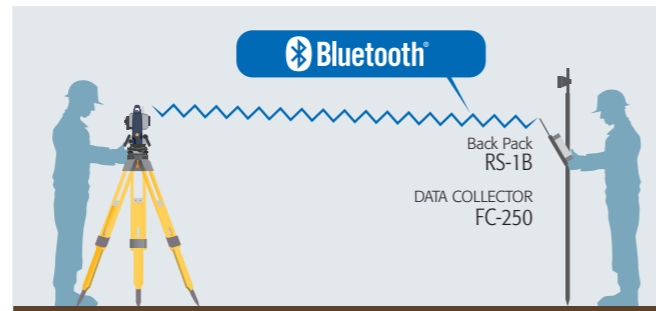 Bluetooth®
Back Pack
RS-1B
DATA COLLECTOR
FC-250